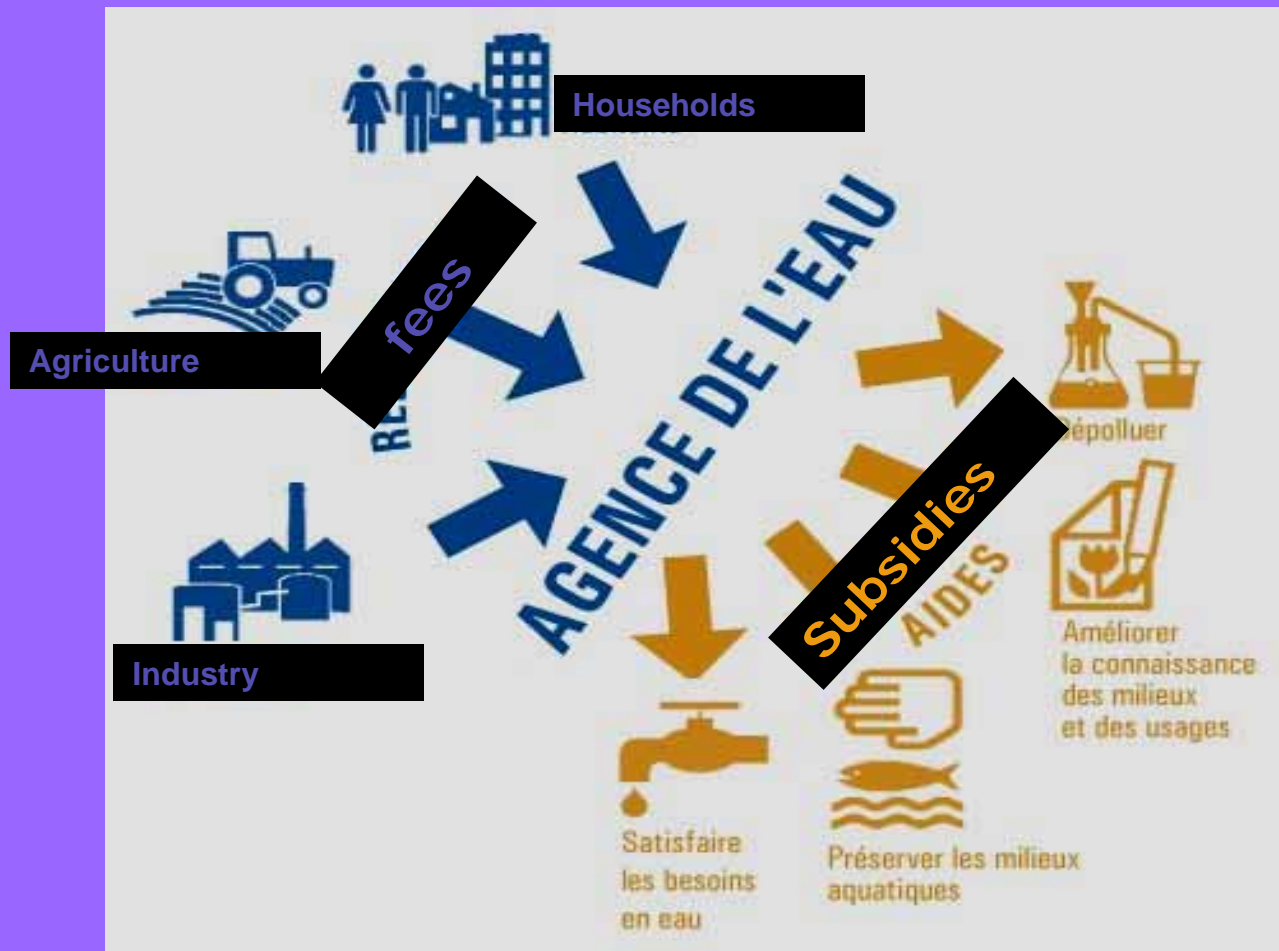 Households
fees
Agriculture
AGENCE DE L'EAU
Industry
Subsidies
AIDES
Dépolluer
Améliorer
la connaissance
des milieux
et des usages
Satisfaire
les besoins
en eau
Préserver les milieux
aquatiques